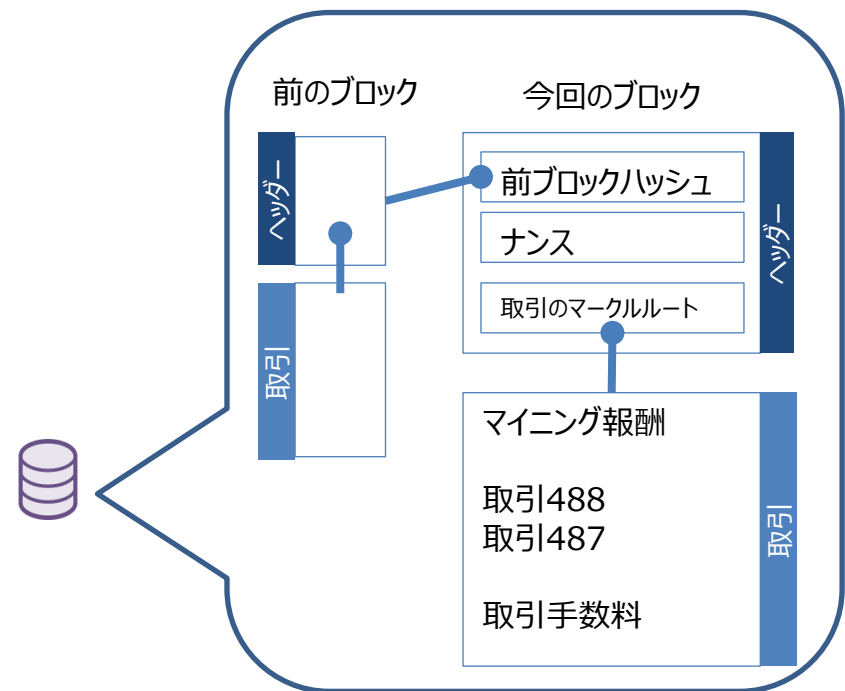 前のブロック
ヘッダー
取引
今回のブロック
前ブロックハッシュ
ナンス
取引のマークルルート
ヘッダー
マイニング報酬
取引488
取引487
取引手数料
取引